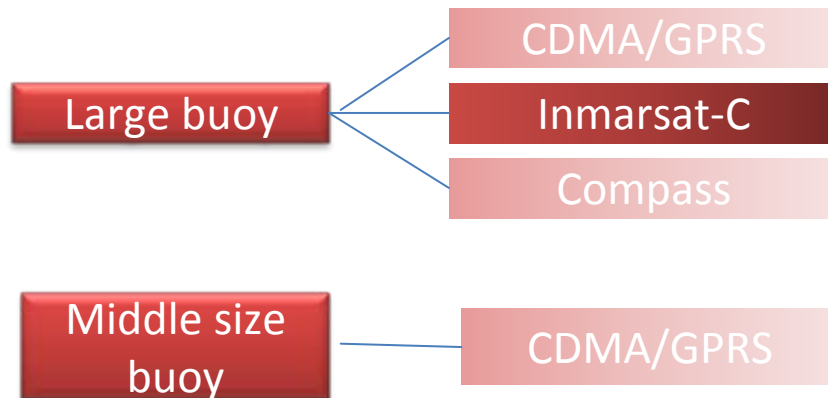 CDMA/GPRS
Large buoy
Inmarsat-C
Compass
Middle size
buoy
CDMA/GPRS